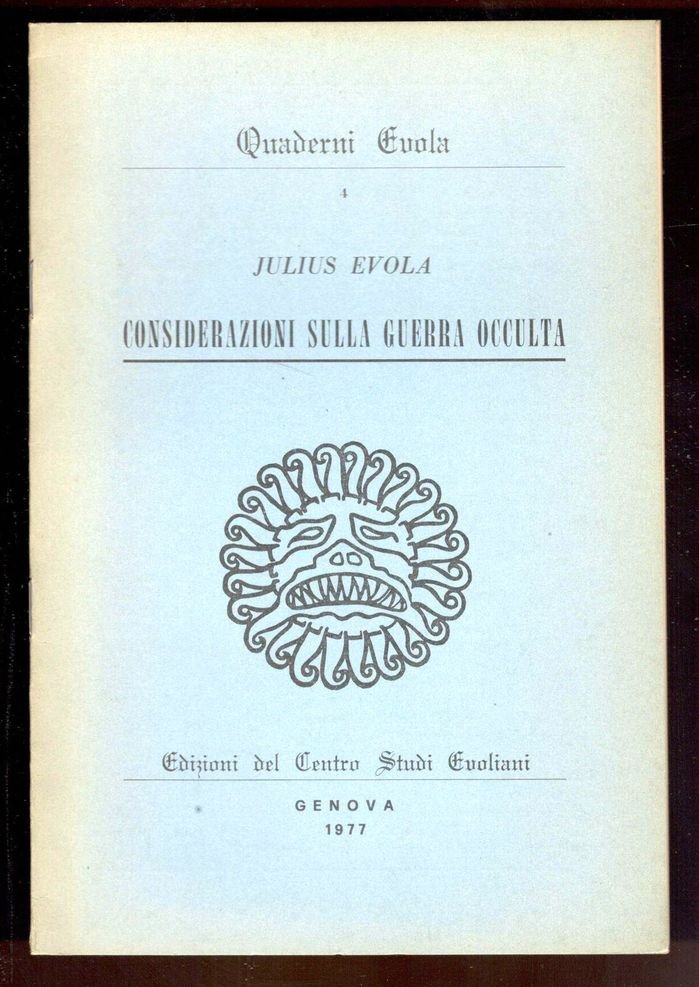 Quaderni Evola
4
JULIUS EVOLA
CONSIDERAZIONI SULLA GUERRA OCCULTA
Edizioni del Centro Studi Evoliani
GENOVA
1977